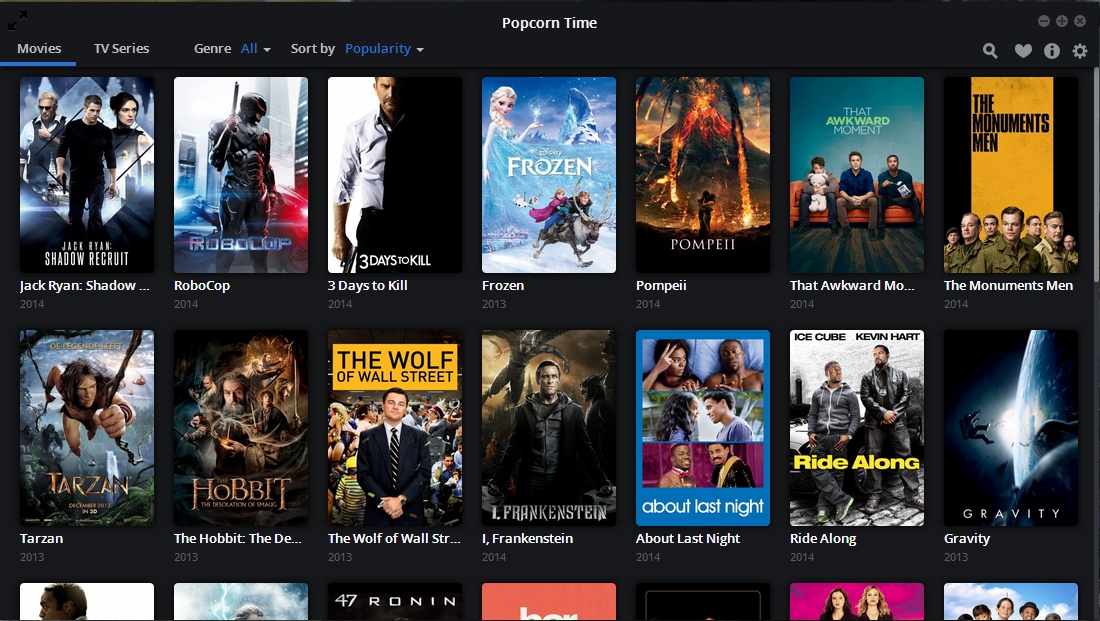 Popcorn Time
Movies TV Series Genre All Sort by Popularity
JACK RYAN:
SHADOW RECRUIT
ROBOCOP
3 DAYS TO KILL
Disney
FROZEN
POMPEII
THAT
AWKWARD
MOMENT
THE
MONUMENTS
MEN
Jack Ryan: Shadow ...
2014
RoboCop
2014
3 Days to Kill
2014
Frozen
2013
Pompeii
2014
That Awkward Mo...
2014
The Monuments Men
2014
DE LEGENDE LEEFT
TARZAN
DECEMBER 2013
IN 3D
THE
HOBBIT
THE DESOLATION OF SMAUG
THE WOLF
OF WALL STREET
I, FRANKENSTEIN
about last night
ICE CUBE KEVIN HART
Ride Along
GRAVITY
Tarzan
2013
The Hobbit: The De...
2013
The Wolf of Wall Str...
2013
I, Frankenstein
2014
About Last Night
2014
Ride Along
2014
Gravity
2013
47 RONIN
her